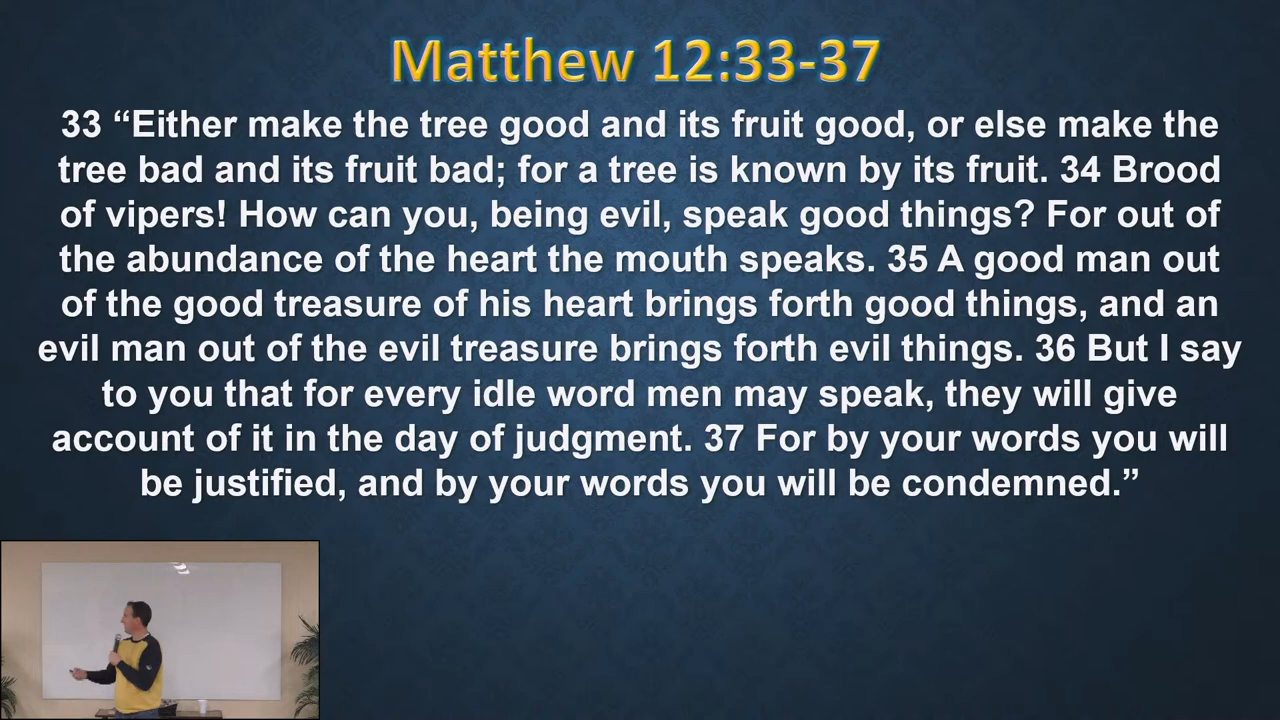 Matthew 12:33-37
33 “Either make the tree good and its fruit good, or else make the
tree bad and its fruit bad; for a tree is known by its fruit. 34 Brood
of vipers! How can you, being evil, speak good things? For out of
the abundance of the heart the mouth speaks. 35 A good man out
of the good treasure of his heart brings forth good things, and an
evil man out of the evil treasure brings forth evil things. 36 But I say
to you that for every idle word men may speak, they will give
account of it in the day of judgment. 37 For by your words you will
be justified, and by your words you will be condemned.”